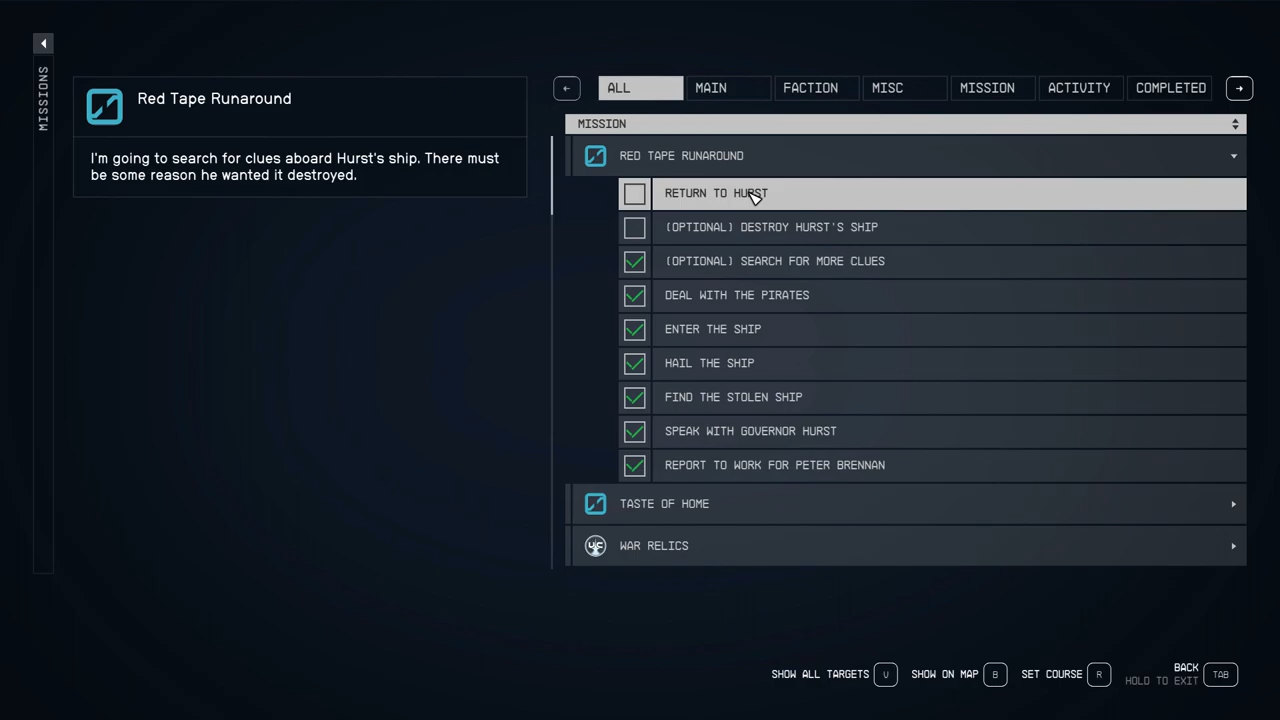 MISSIONS
Red Tape Runaround
I'm going to search for clues aboard Hurst's ship. There must
be some reason he wanted it destroyed.
ALL MAIN FACTION MISC MISSION ACTIVITY COMPLETED
MISSION
RED TAPE RUNAROUND
RETURN TO HURST
(OPTIONAL) DESTROY HURST'S SHIP
(OPTIONAL) SEARCH FOR MORE CLUES
DEAL WITH THE PIRATES
ENTER THE SHIP
HAIL THE SHIP
FIND THE STOLEN SHIP
SPEAK WITH GOVERNOR HURST
REPORT TO WORK FOR PETER BRENNAN
TASTE OF HOME
UC WAR RELICS
SHOW ALL TARGETS V SHOW ON MAP B SET COURSE R BACK TAB
HOLD TO EXIT